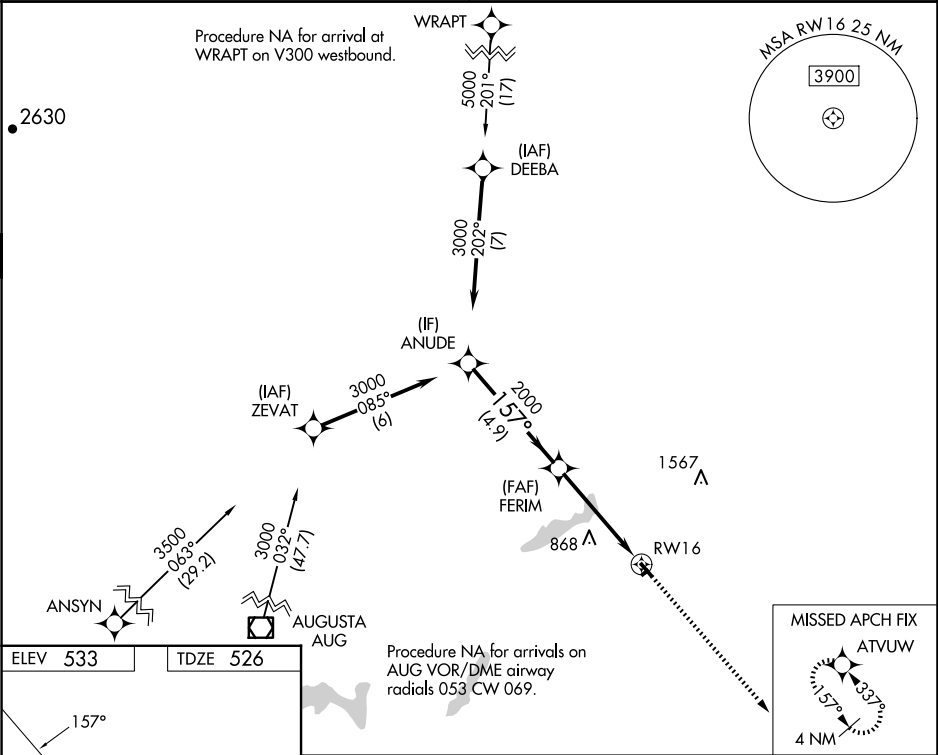 WRAPT
Procedure NA for arrival at
WRAPT on V300 westbound.
MSA RW16 25 NM
3900
5000
201°
(17)
2630
(IAF)
DEEBA
3000
202°
(7)
(IF)
ANUDE
(IAF)
ZEVAT
3000
085°
(6)
2000
157°
(4.9)
(FAF)
FERIM
1567
868
RW16
3500
063°
(29.2)
3000
032°
(47.7)
ANSYN
AUGUSTA
AUG
Procedure NA for arrivals on
AUG VOR/DME airway
radials 053 CW 069.
MISSED APCH FIX
ATVUW
157°
337°
4 NM
ELEV 533
TDZE 526
157°